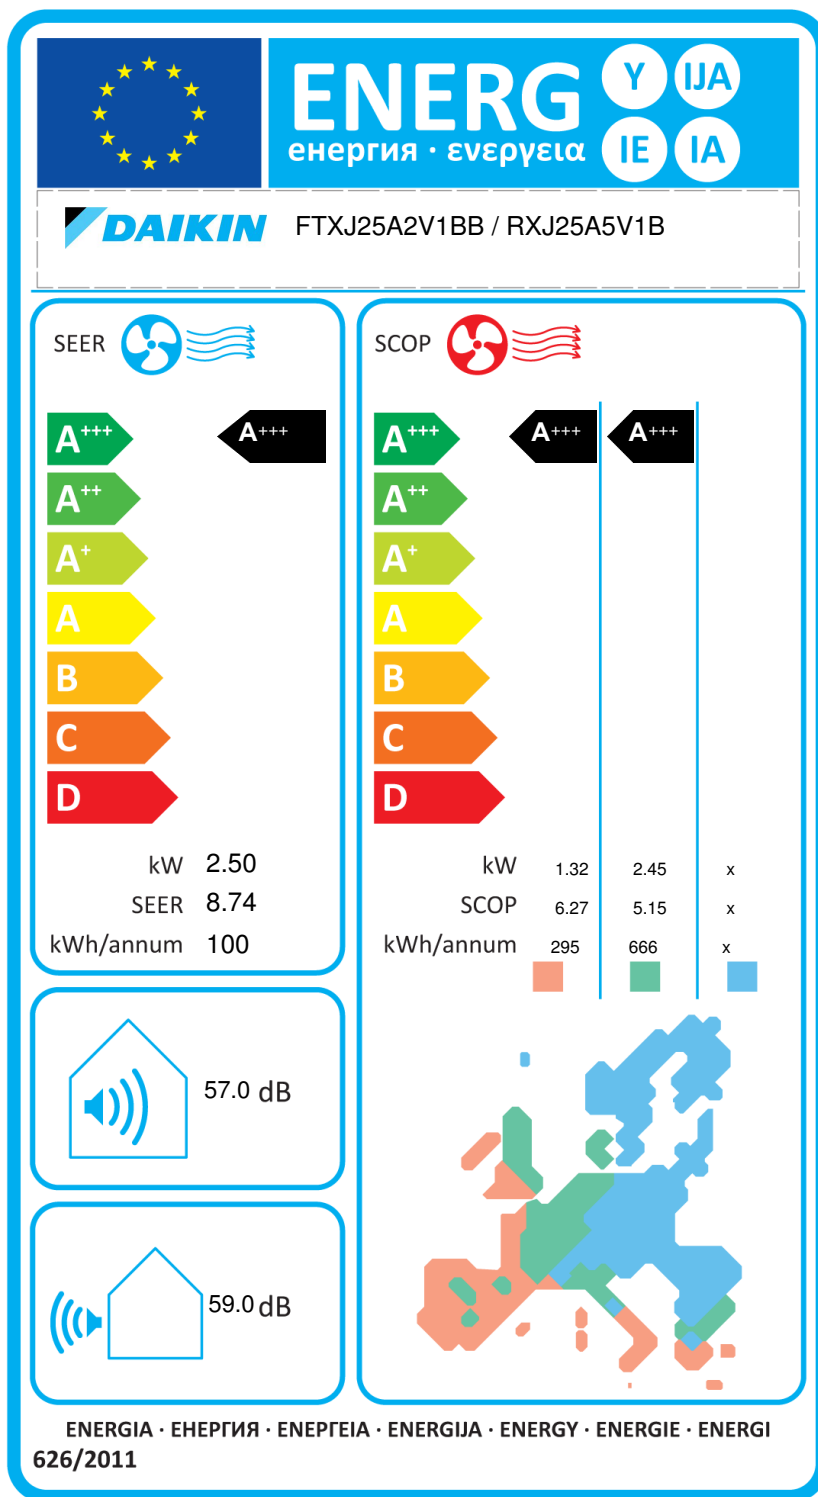 ENERG Y IJA
енергия · ενεργεια IE IA
DAIKIN FTXJ25A2V1BB / RXJ25A5V1B
SEER
A+++ A+++
A++
A+
A
B
C
D
kW 2.50
SEER 8.74
kWh/annum 100
SCOP
A+++ A+++ A+++
A++
A+
A
B
C
D
kW 1.32 2.45 x
SCOP 6.27 5.15 x
kWh/annum 295 666 x
57.0 dB
59.0 dB
ENERGIA · ЕНЕРГИЯ · ΕΝΕΡΓΕΙΑ · ENERGIJA · ENERGY · ENERGIE · ENERGI
626/2011